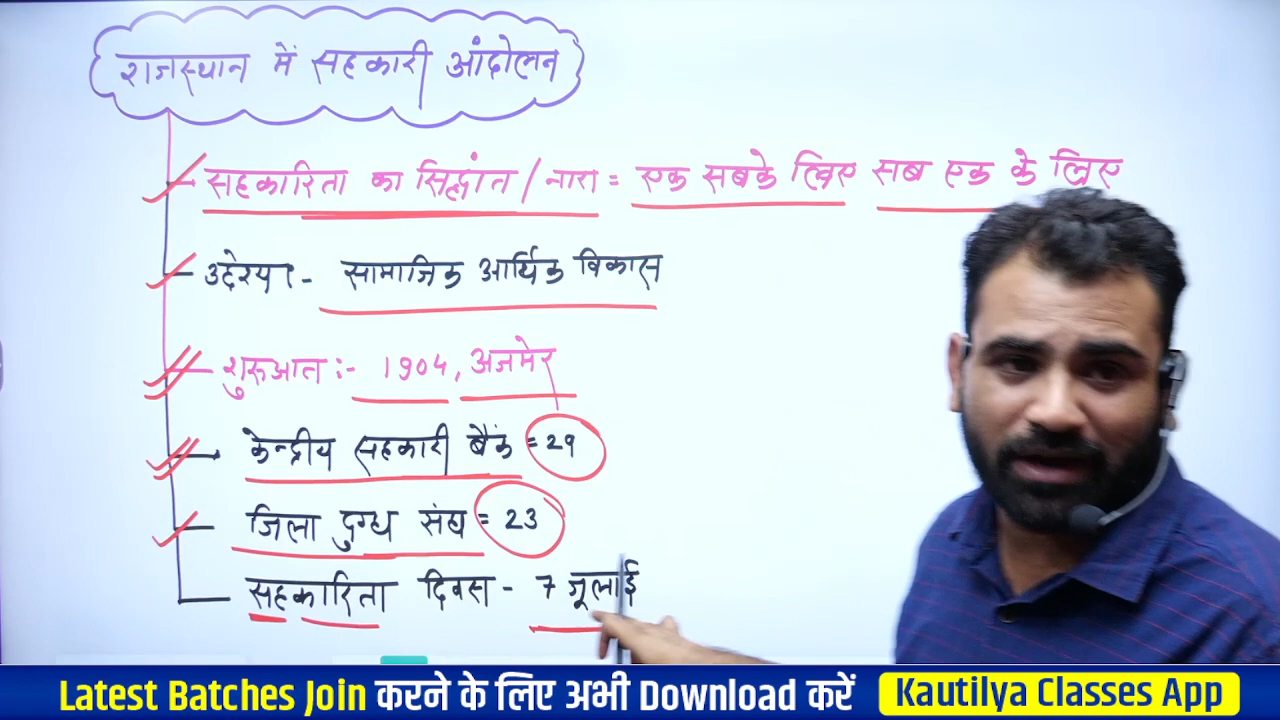 राजस्थान में सहकारी आंदोलन
सहकारिता का सिद्धांत / नारा = एक सबके लिए सब एक के लिए
उद्देश्य :- सामाजिक आर्थिक विकास
शुरुआत :- 1904, अजमेर
केन्द्रीय सहकारी बैंक = 29
जिला दुग्ध संघ = 23
सहकारिता दिवस - 7 जूलाई
Latest Batches Join करने के लिए अभी Download करें Kautilya Classes App